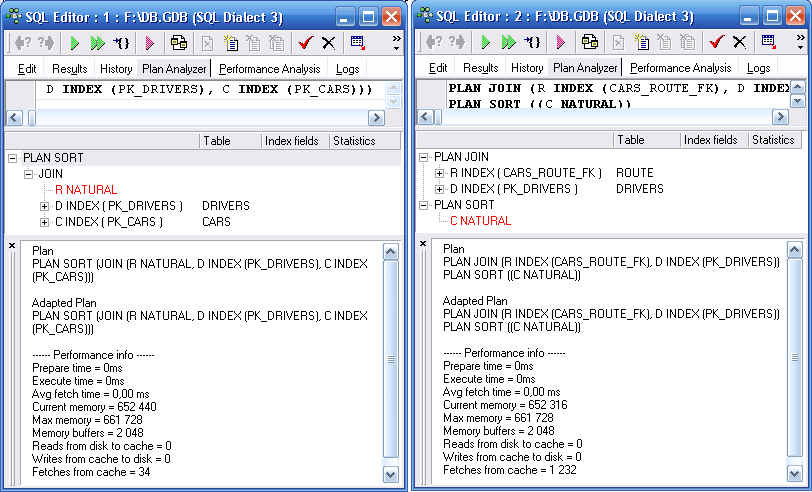 SQL Editor : 1 : F:\DB.GDB (SQL Dialect 3)
Edit Results History Plan Analyzer Performance Analysis Logs
D INDEX (PK_DRIVERS), C INDEX (PK_CARS)))
Table Index fields Statistics
PLAN SORT
JOIN
R NATURAL
D INDEX ( PK_DRIVERS ) DRIVERS
C INDEX ( PK_CARS ) CARS
Plan
PLAN SORT (JOIN (R NATURAL, D INDEX (PK_DRIVERS), C INDEX
(PK_CARS)))
Adapted Plan
PLAN SORT (JOIN (R NATURAL, D INDEX (PK_DRIVERS), C INDEX
(PK_CARS)))
------ Performance info ------
Prepare time = 0ms
Execute time = 0ms
Avg fetch time = 0,00 ms
Current memory = 652 440
Max memory = 661 728
Memory buffers = 2 048
Reads from disk to cache = 0
Writes from cache to disk = 0
Fetches from cache = 34
SQL Editor : 2 : F:\DB.GDB (SQL Dialect 3)
Edit Results History Plan Analyzer Performance Analysis Logs
PLAN JOIN (R INDEX (CARS_ROUTE_FK), D INDE
PLAN SORT ((C NATURAL))
Table Index fields Statistics
PLAN JOIN
R INDEX ( CARS_ROUTE_FK ) ROUTE
D INDEX ( PK_DRIVERS ) DRIVERS
PLAN SORT
C NATURAL
Plan
PLAN JOIN (R INDEX (CARS_ROUTE_FK), D INDEX (PK_DRIVERS))
PLAN SORT ((C NATURAL))
Adapted Plan
PLAN JOIN (R INDEX (CARS_ROUTE_FK), D INDEX (PK_DRIVERS))
PLAN SORT ((C NATURAL))
------ Performance info ------
Prepare time = 0ms
Execute time = 0ms
Avg fetch time = 0,00 ms
Current memory = 652 316
Max memory = 661 728
Memory buffers = 2 048
Reads from disk to cache = 0
Writes from cache to disk = 0
Fetches from cache = 1 232